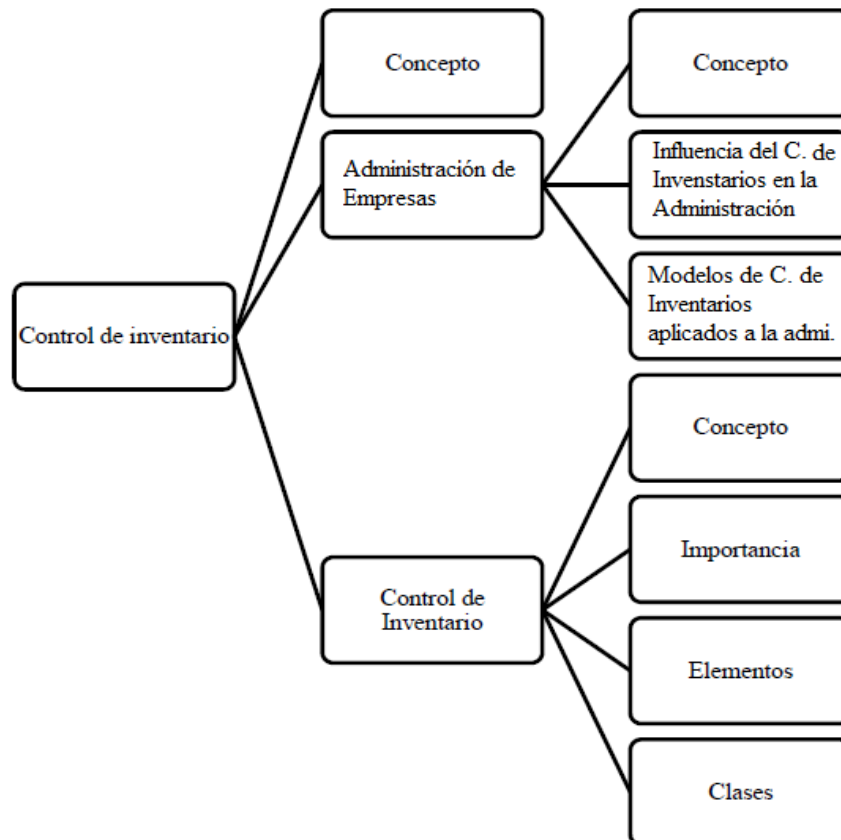 Concepto
Concepto
Administración de
Empresas
Influencia del C. de
Invenstarios en la
Administración
Modelos de C. de
Inventarios
aplicados a la admi.
Control de inventario
Concepto
Importancia
Control de
Inventario
Elementos
Clases